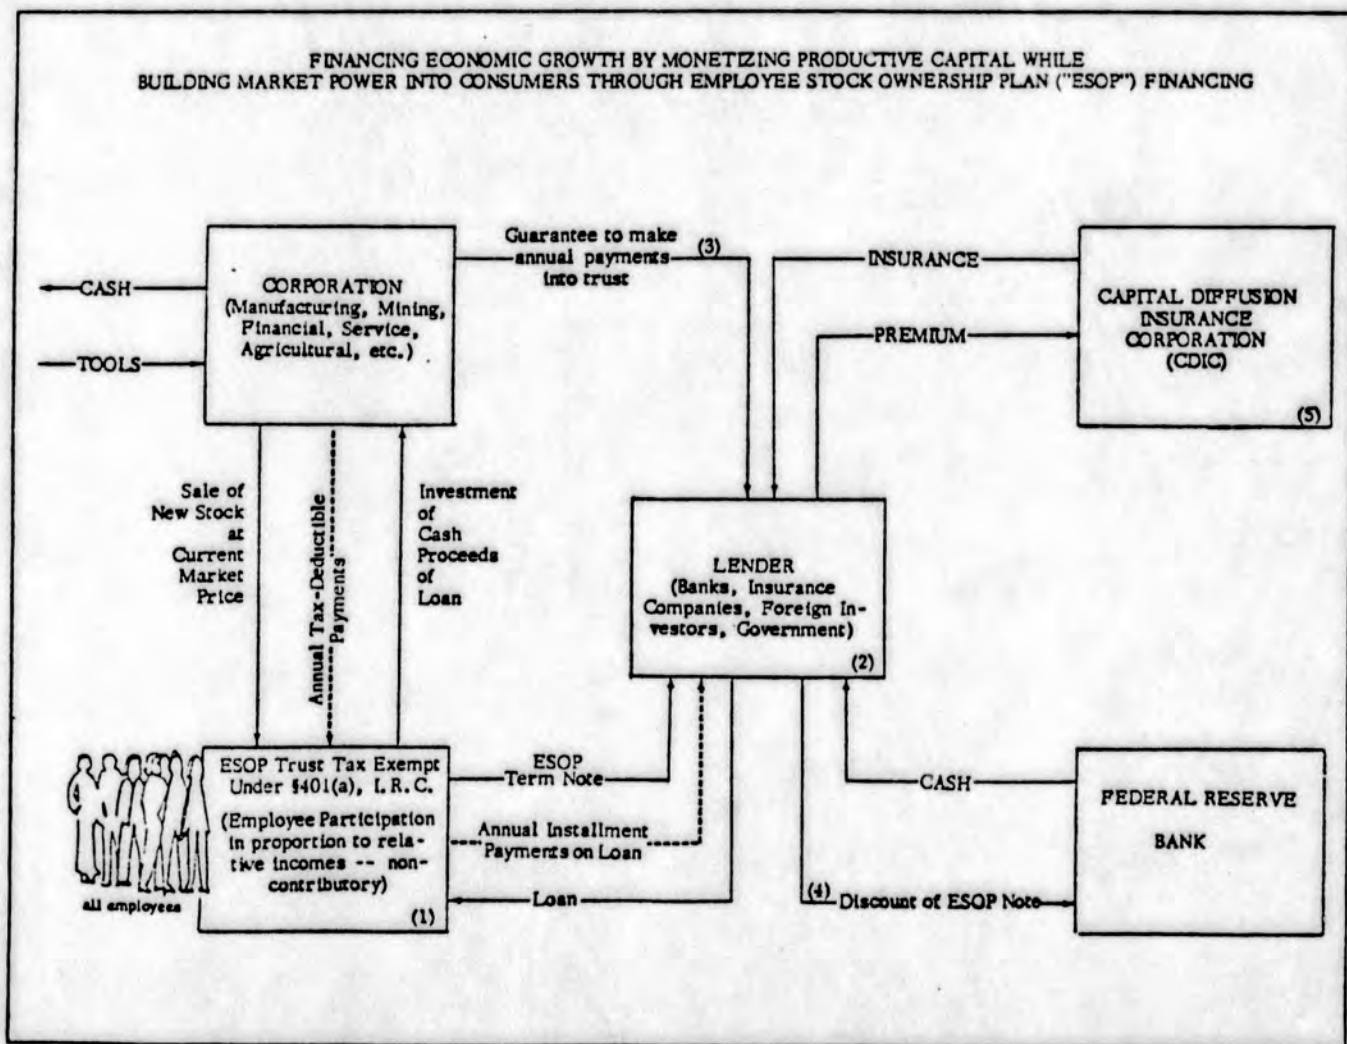 FINANCING ECONOMIC GROWTH BY MONETIZING PRODUCTIVE CAPITAL WHILE
BUILDING MARKET POWER INTO CONSUMERS THROUGH EMPLOYEE STOCK OWNERSHIP PLAN ("ESOP") FINANCING
CASH
TOOLS
CORPORATION
(Manufacturing, Mining,
Financial, Service,
Agricultural, etc.)
Guarantee to make
annual payments
into trust
(3)
INSURANCE
PREMIUM
CAPITAL DIFFUSION
INSURANCE
CORPORATION
(CDIC)
(5)
Sale of
New Stock
at
Current
Market
Price
Annual Tax-Deductible
Payments
Investment
of
Cash
Proceeds
of
Loan
LENDER
(Banks, Insurance
Companies, Foreign In-
vestors, Government)
(2)
all employees
ESOP Trust Tax Exempt
Under §401(a), I.R.C.
(Employee Participation
in proportion to rela-
tive incomes -- non-
contributory)
(1)
ESOP
Term Note
Annual Installment
Payments on Loan
Loan
CASH
(4) Discount of ESOP Note
FEDERAL RESERVE
BANK